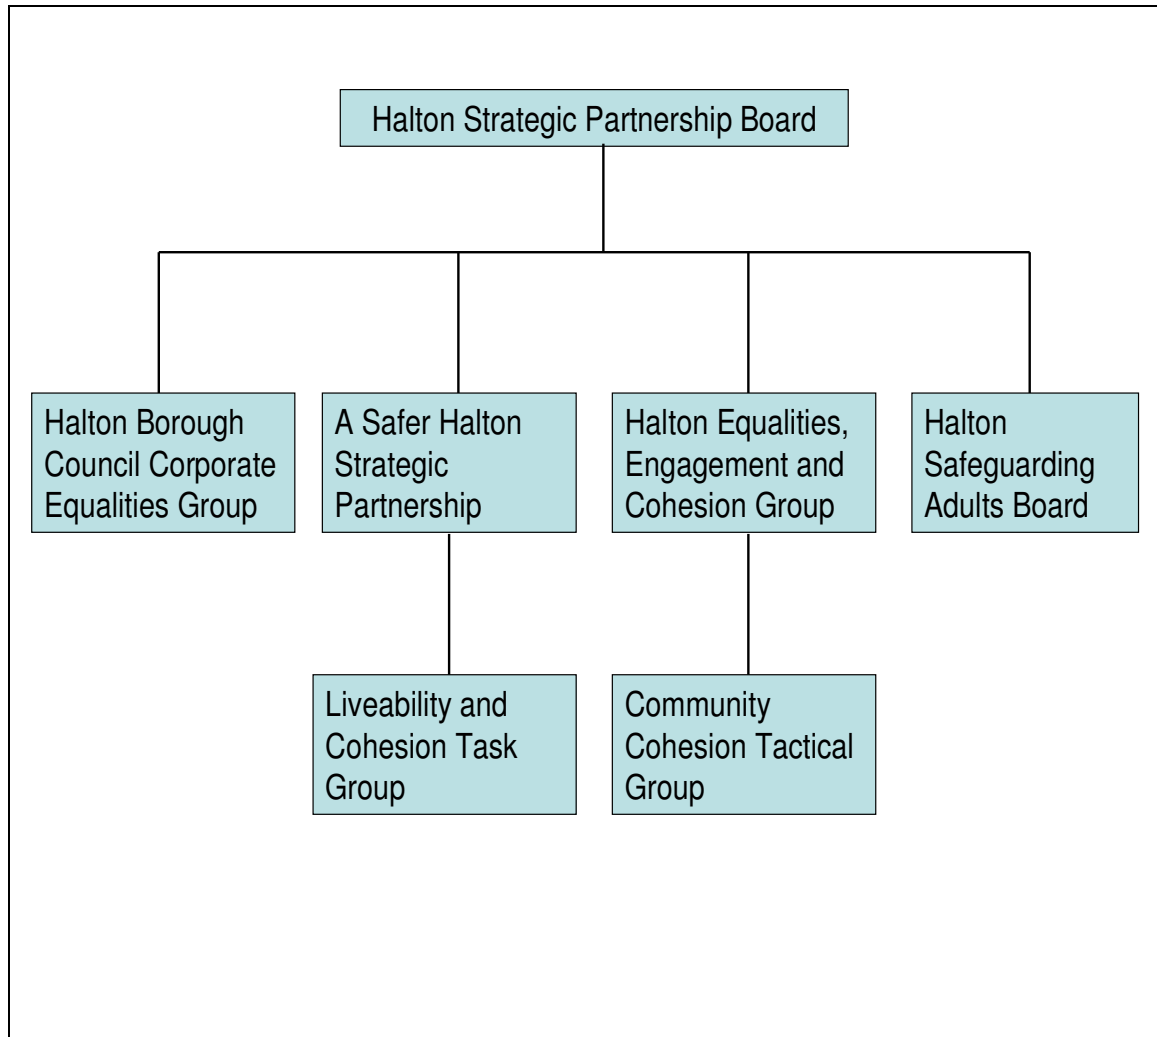 Halton Strategic Partnership Board
Halton Borough
Council Corporate
Equalities Group
A Safer Halton
Strategic
Partnership
Halton Equalities,
Engagement and
Cohesion Group
Halton
Safeguarding
Adults Board
Liveability and
Cohesion Task
Group
Community
Cohesion Tactical
Group